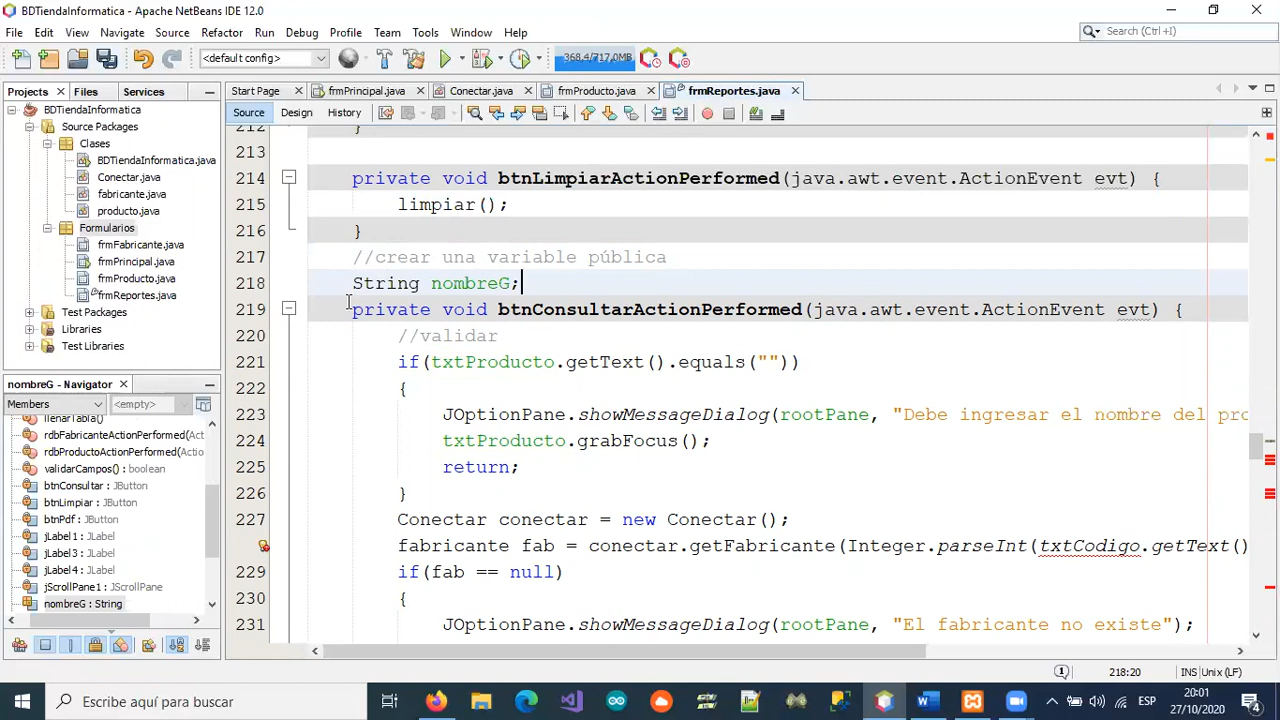 BDTiendaInformatica - Apache NetBeans IDE 12.0
File Edit View Navigate Source Refactor Run Debug Profile Team Tools Window Help
Search (Ctrl+I)
<default config>
368.4/717.0MB
Projects Files Services
Start Page frmPrincipal.java Conectar.java frmProducto.java frmReportes.java
Source Design History
BDTiendaInformatica
Source Packages
Clases
BDTiendaInformatica.java
Conectar.java
fabricante.java
producto.java
Formularios
frmFabricante.java
frmPrincipal.java
frmProducto.java
frmReportes.java
Test Packages
Libraries
Test Libraries
nombreG - Navigator
Members <empty>
llenarTabla()
rdbFabricanteActionPerformed(Act
rdbProductoActionPerformed(Actio
validarCampos() : boolean
btnConsultar : JButton
btnLimpiar : JButton
btnPdf : JButton
jLabel1 : JLabel
jLabel3 : JLabel
jLabel4 : JLabel
jScrollPane1 : JScrollPane
nombreG : String
212 }
213
214 private void btnLimpiarActionPerformed(java.awt.event.ActionEvent evt) {
215 limpiar();
216 }
217 //crear una variable pública
218 String nombreG;
219 private void btnConsultarActionPerformed(java.awt.event.ActionEvent evt) {
220 //validar
221 if(txtProducto.getText().equals(""))
222 {
223 JOptionPane.showMessageDialog(rootPane, "Debe ingresar el nombre del pro
224 txtProducto.grabFocus();
225 return;
226 }
227 Conectar conectar = new Conectar();
fabricante fab = conectar.getFabricante(Integer.parseInt(txtCodigo.getText()
229 if(fab == null)
230 {
231 JOptionPane.showMessageDialog(rootPane, "El fabricante no existe");
1 218:20 INS Unix (LF)
Escribe aquí para buscar
ESP
20:01
27/10/2020
4